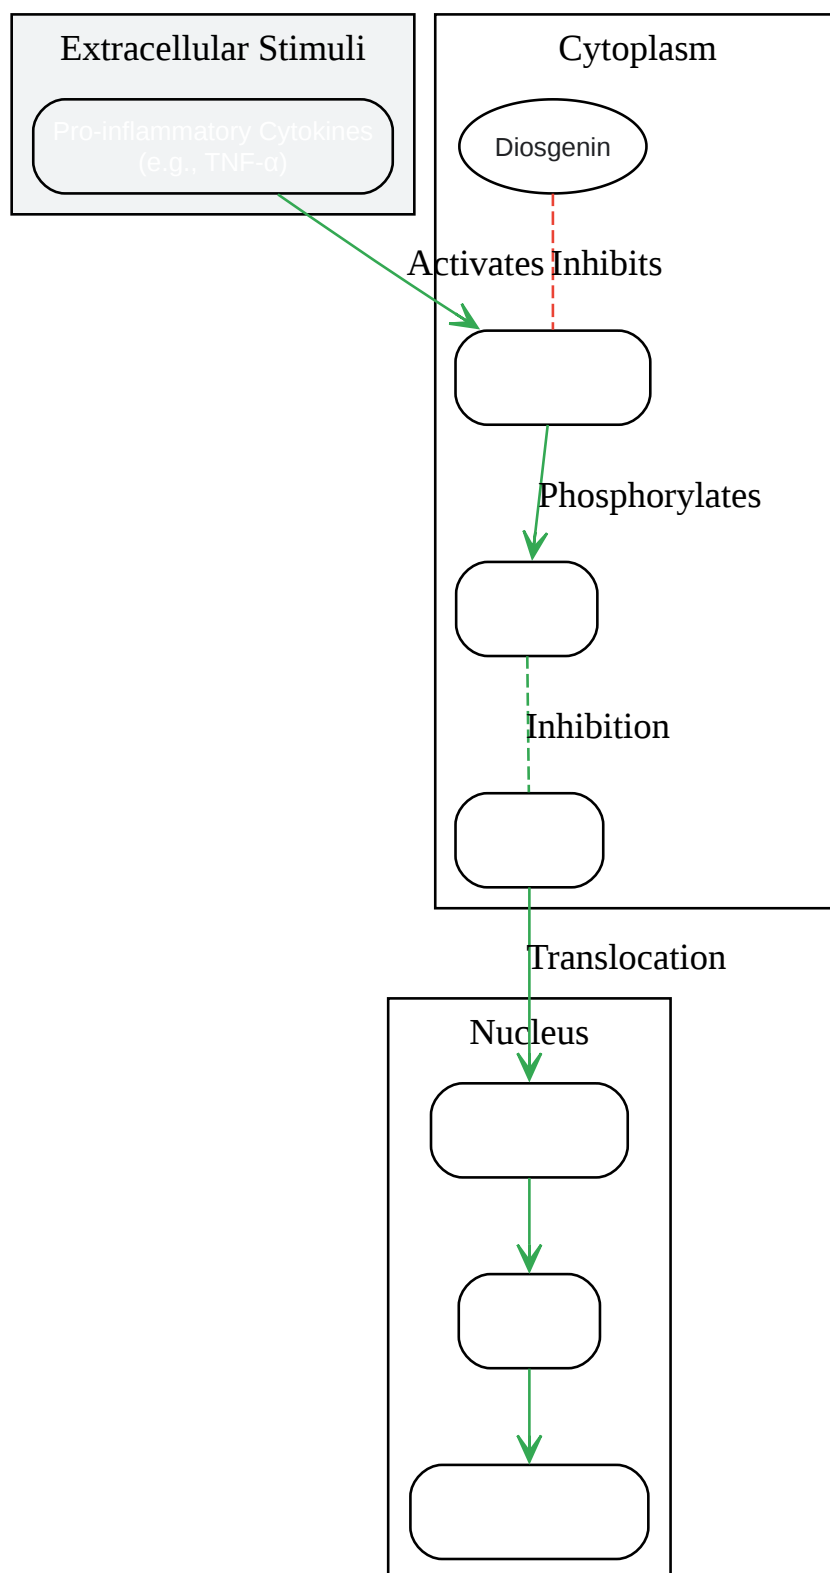 Extracellular Stimuli
Pro-inflammatory Cytokines
(e.g., TNF-α)
Cytoplasm
Diosgenin
Activates
Inhibits
Phosphorylates
Inhibition
Translocation
Nucleus